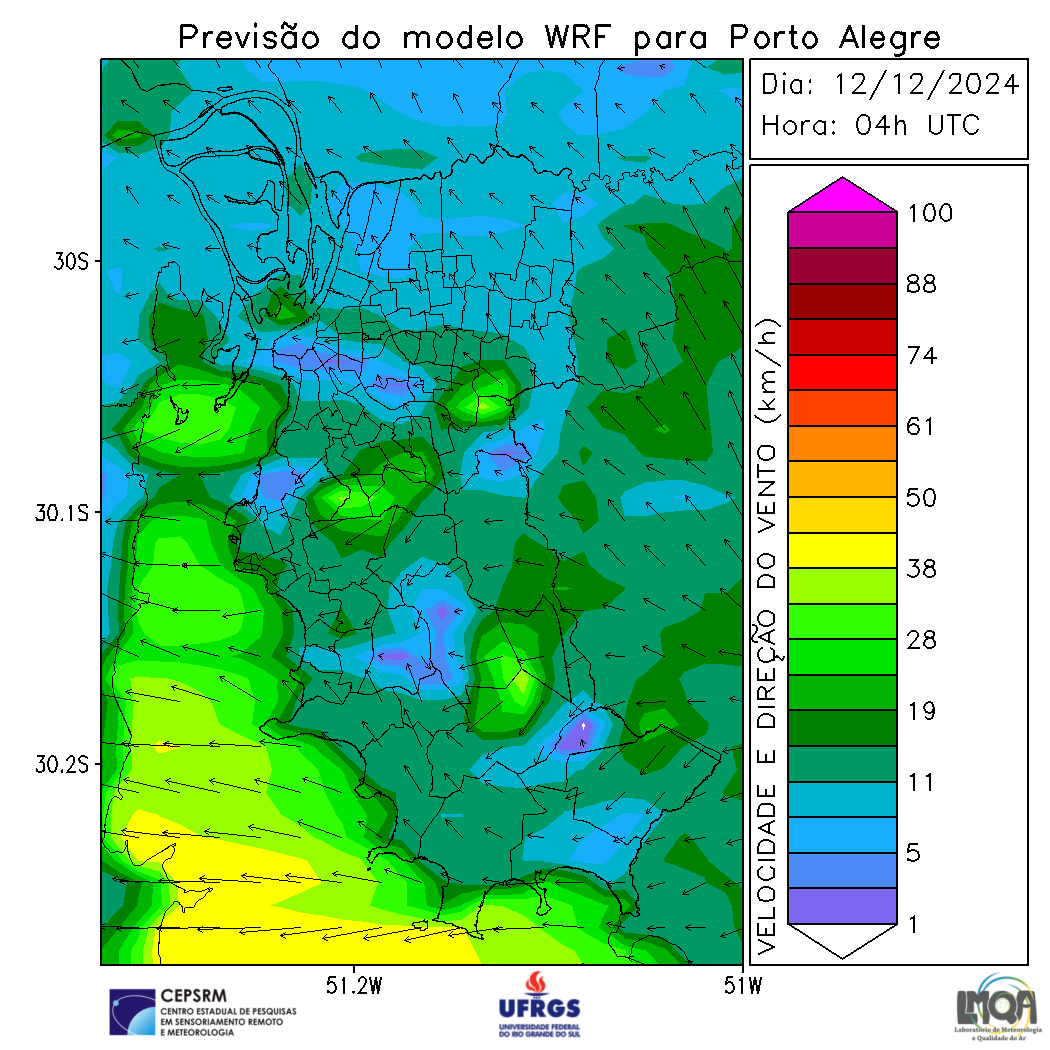 Previsão do modelo WRF para Porto Alegre
Dia: 12/12/2024
Hora: 04h UTC
30S
30.1S
30.2S
51.2W
51W
VELOCIDADE E DIREÇÃO DO VENTO (km/h)
100
88
74
61
50
38
28
19
11
5
1
CEPSRM
CENTRO ESTADUAL DE PESQUISAS
EM SENSORIAMENTO REMOTO
E METEOROLOGIA
UFRGS
UNIVERSIDADE FEDERAL
DO RIO GRANDE DO SUL
LMQA
Laboratório de Meteorologia
e Qualidade do Ar